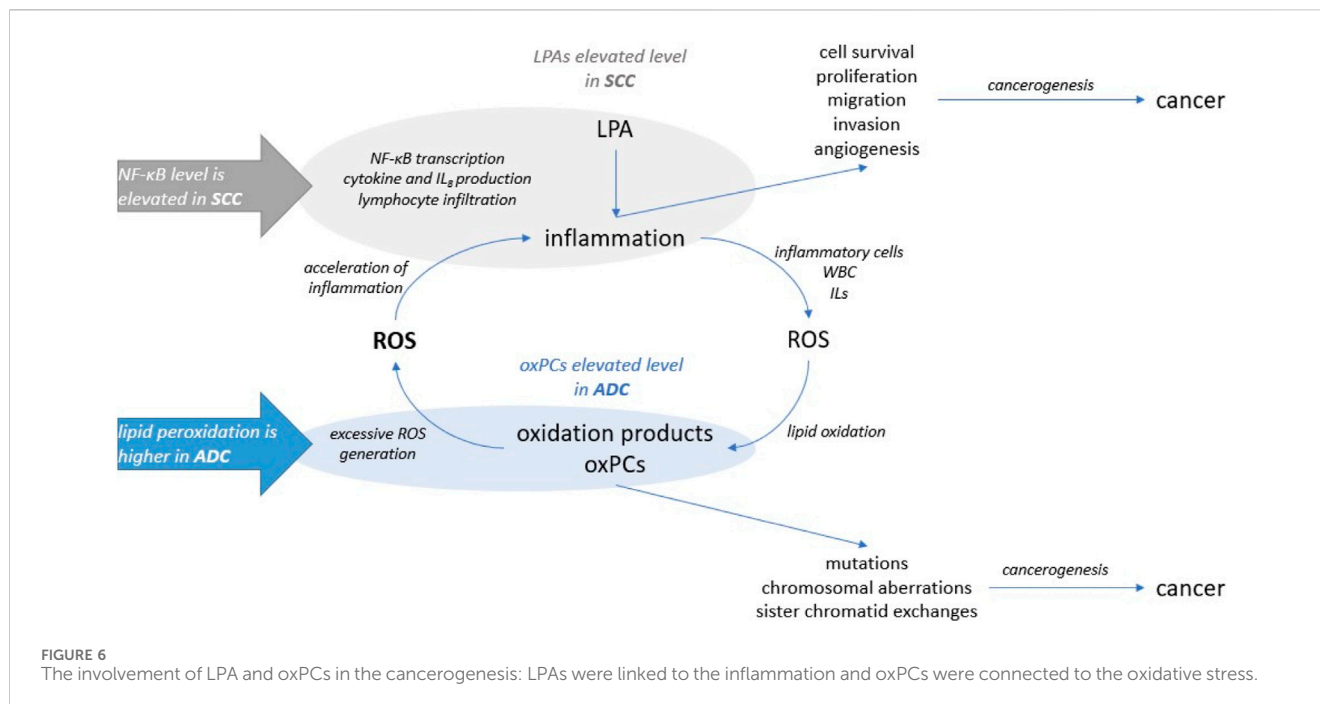 LPAs elevated level
in SCC
cell survival
proliferation
migration
invasion
angiogenesis
cancerogenesis
cancer
LPA
NF-κB level is
elevated in SCC
NF-κB transcription
cytokine and IL8 production
lymphocyte infiltration
inflammation
acceleration of
inflammation
inflammatory cells
WBC
ILs
ROS
ROS
oxPCs elevated level
in ADC
lipid peroxidation is
higher in ADC
excessive ROS
generation
oxidation products
oxPCs
lipid oxidation
mutations
chromosomal aberrations
sister chromatid exchanges
cancerogenesis
cancer
FIGURE 6
The involvement of LPA and oxPCs in the cancerogenesis: LPAs were linked to the inflammation and oxPCs were connected to the oxidative stress.